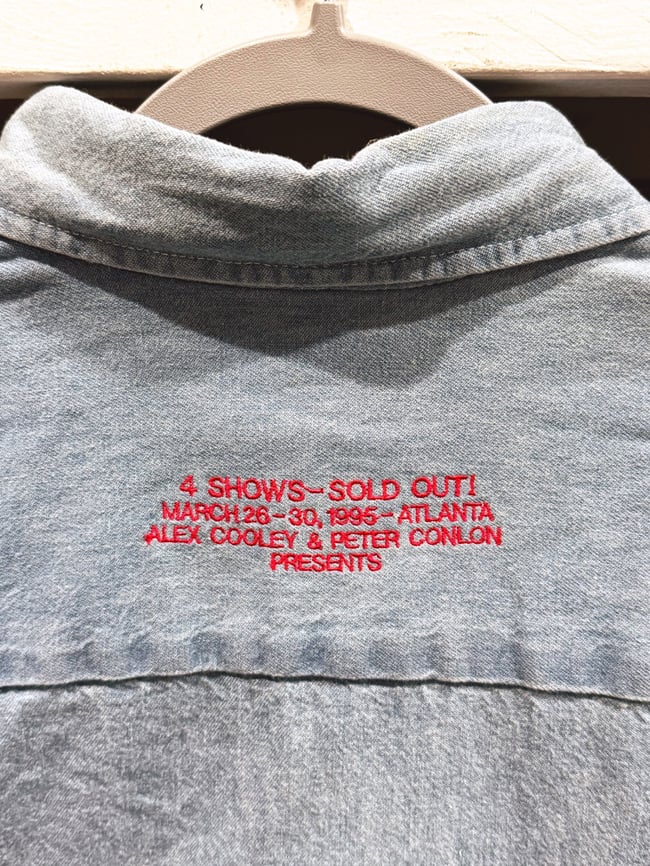 4 SHOWS-SOLD OUT!
MARCH 26-30, 1995-ATLANTA
ALEX COOLEY & PETER CONLON
PRESENTS